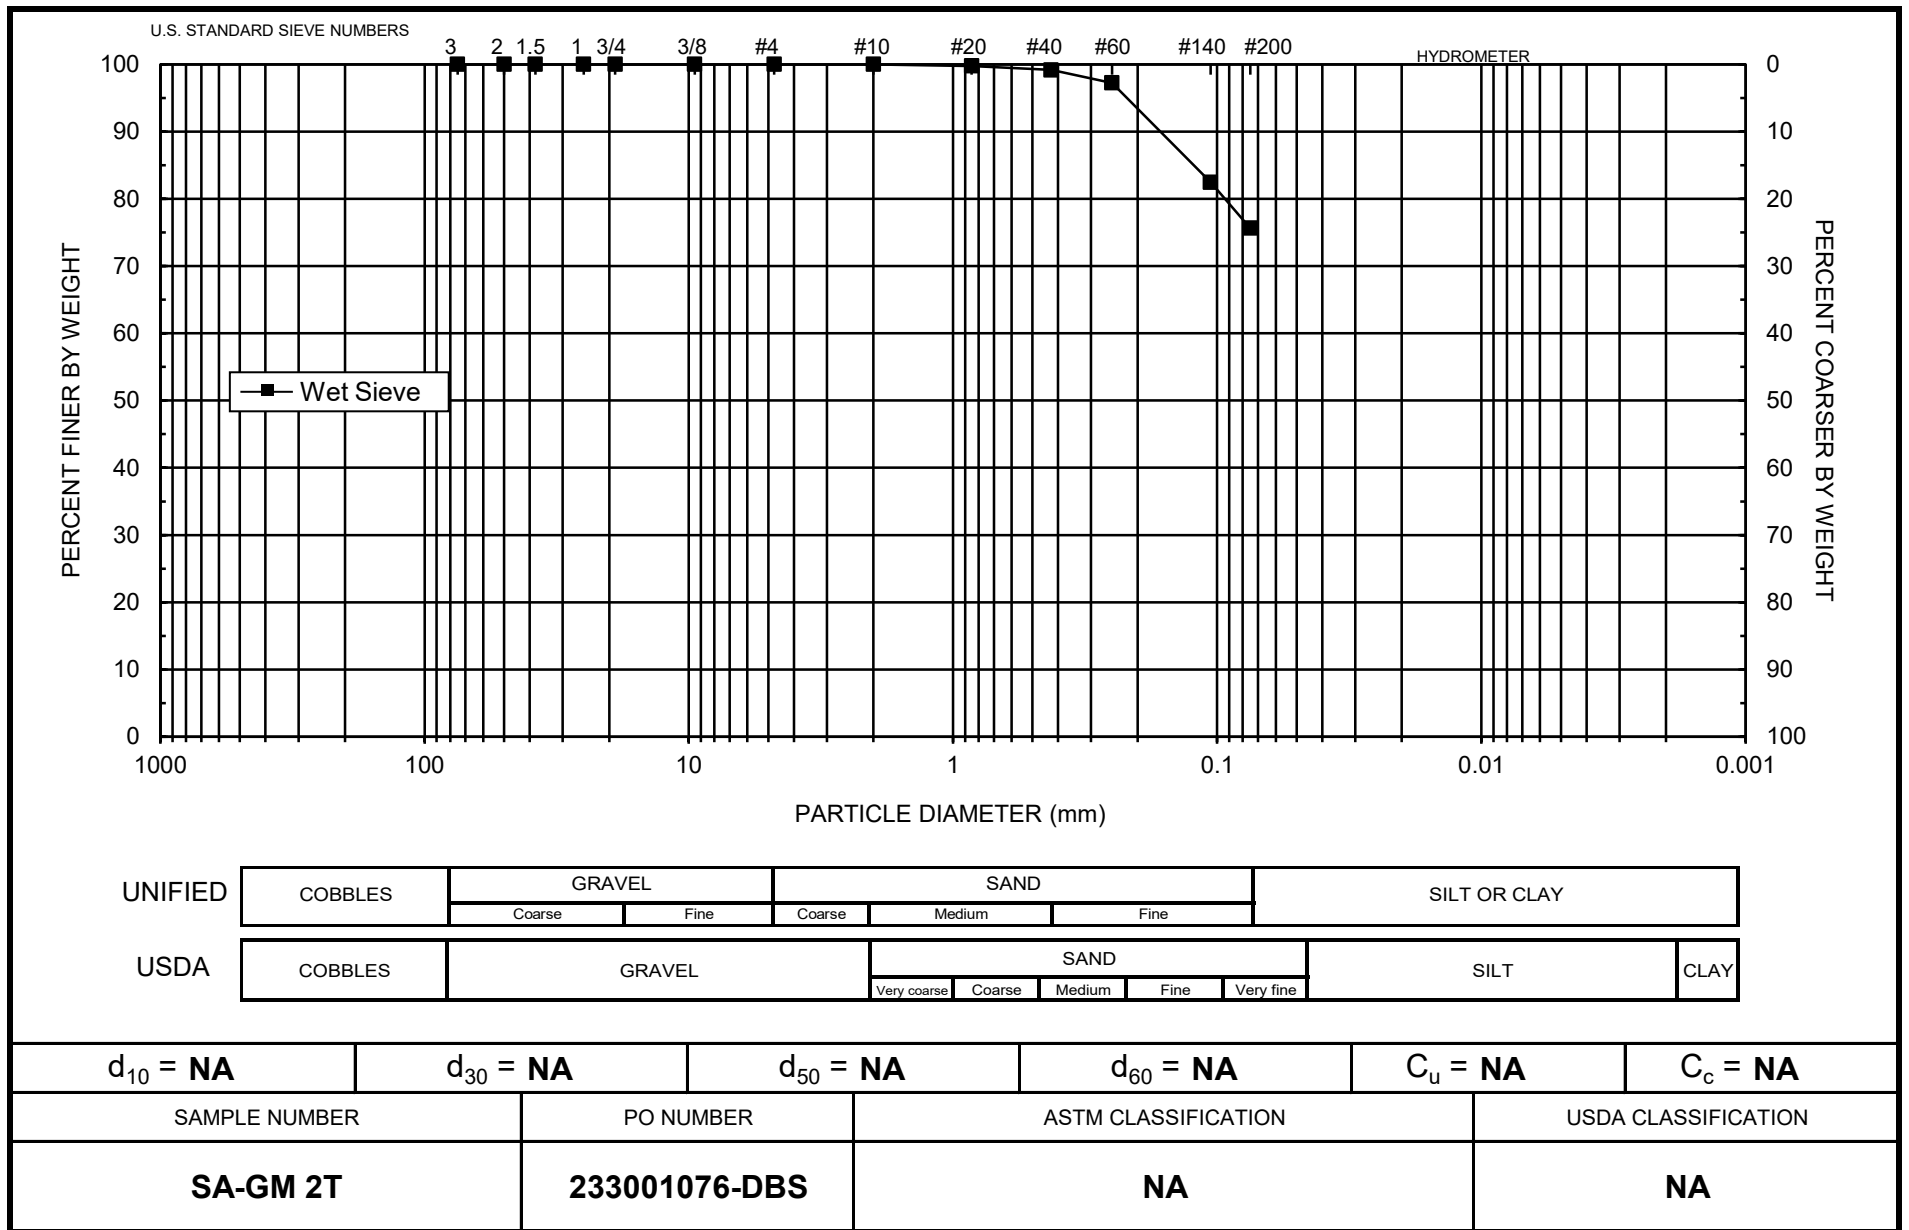 U.S. STANDARD SIEVE NUMBERS
3 2 1.5 1 3/4 3/8 #4 #10 #20 #40 #60 #140 #200
HYDROMETER
100 0
90 10
80 20
70 30
60 40
50 50
40 60
30 70
20 80
10 90
0 100
PERCENT FINER BY WEIGHT
PERCENT COARSER BY WEIGHT
Wet Sieve
1000 100 10 1 0.1 0.01 0.001
PARTICLE DIAMETER (mm)
UNIFIED COBBLES GRAVEL SAND SILT OR CLAY
Coarse Fine Coarse Medium Fine
USDA COBBLES GRAVEL SAND SILT CLAY
Very coarse Coarse Medium Fine Very fine
d10 = NA d30 = NA d50 = NA d60 = NA Cu = NA Cc = NA
SAMPLE NUMBER PO NUMBER ASTM CLASSIFICATION USDA CLASSIFICATION
SA-GM 2T 233001076-DBS NA NA